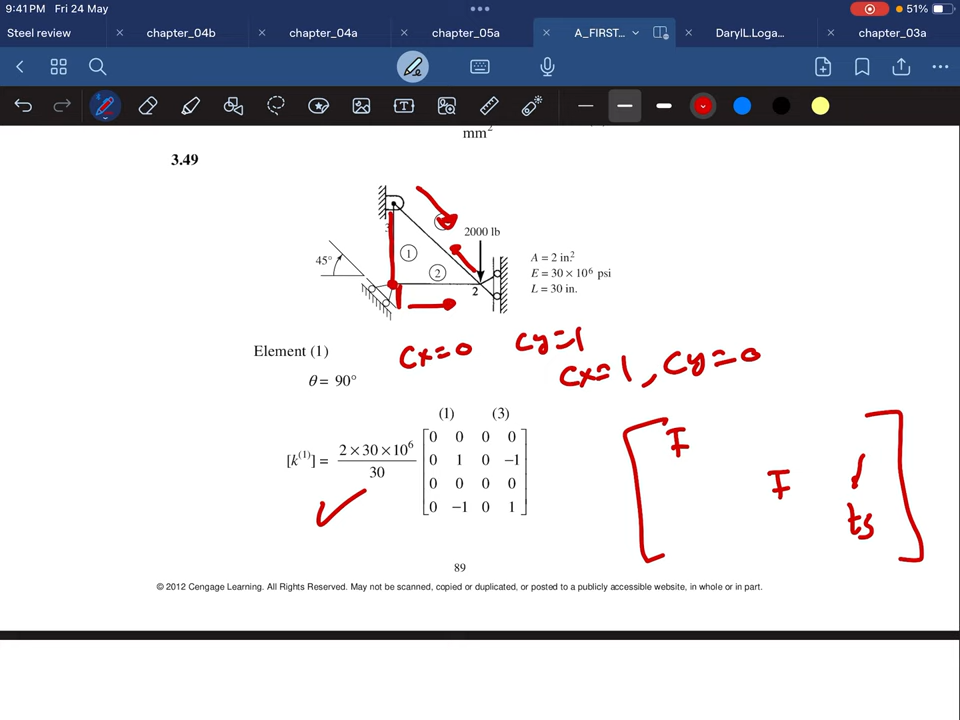 9:41 PM Fri 24 May
51%
Steel review
chapter_04b
chapter_04a
chapter_05a
A_FIRST...
DarylL.Loga...
chapter_03a
mm²
3.49
3
1
2000 lb
45°
2
2
A = 2 in.²
E = 30 × 10⁶ psi
L = 30 in.
Element (1)
Cx=0 Cy=1
Cx=1, Cy=0
θ = 90°
(1) (3)
[k⁽¹⁾] = 2 × 30 × 10⁶ / 30
0 0 0 0
0 1 0 −1
0 0 0 0
0 −1 0 1
I
I
ts
89
© 2012 Cengage Learning. All Rights Reserved. May not be scanned, copied or duplicated, or posted to a publicly accessible website, in whole or in part.